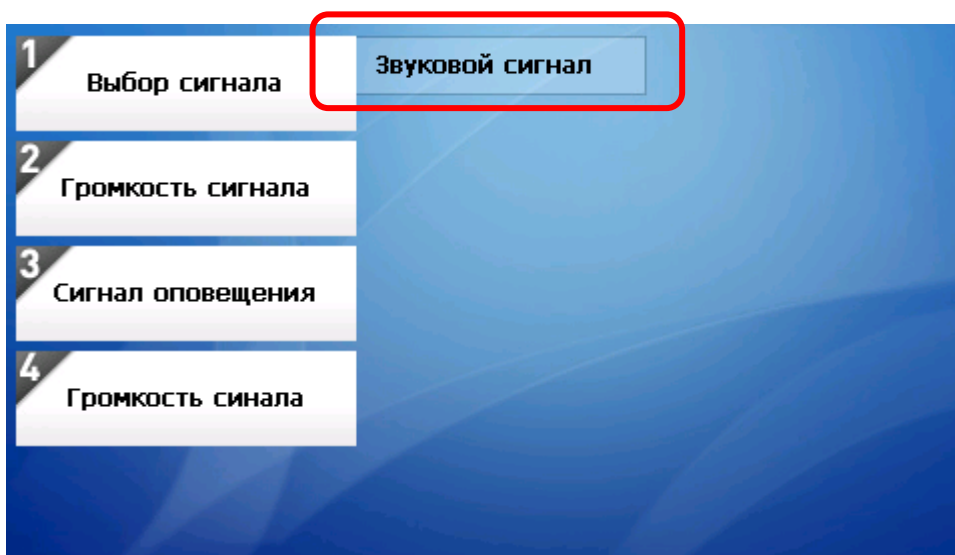 1
Выбор сигнала
Звуковой сигнал
2
Громкость сигнала
3
Сигнал оповещения
4
Громкость синала